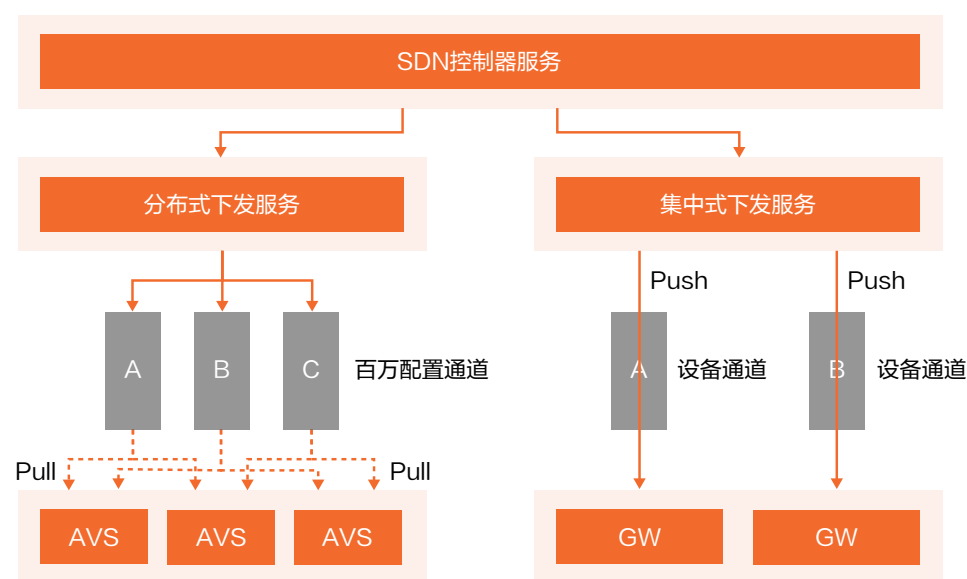 SDN控制器服务
分布式下发服务
集中式下发服务
Push
Push
A
B
C
百万配置通道
A
设备通道
B
设备通道
Pull
Pull
AVS
AVS
AVS
GW
GW